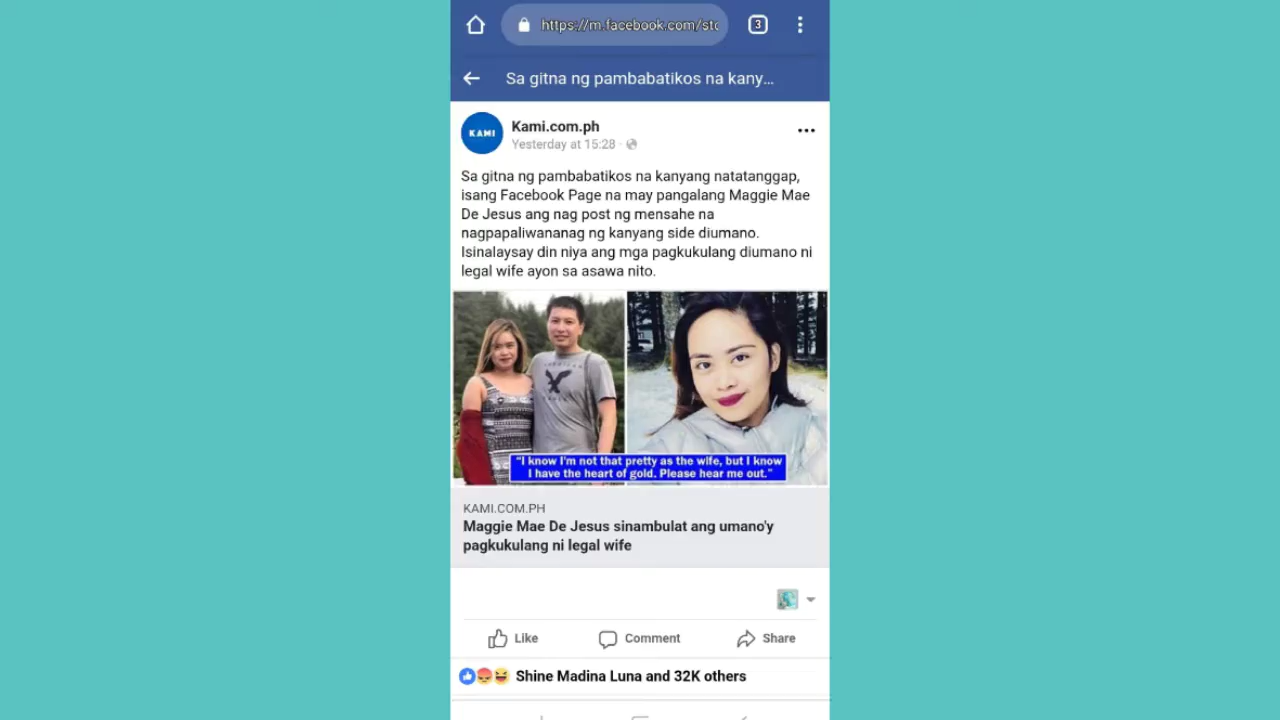 https://m.facebook.com/sto
3
Sa gitna ng pambabatikos na kany...
KAMI
Kami.com.ph
Yesterday at 15:28 ·
Sa gitna ng pambabatikos na kanyang natatanggap,
isang Facebook Page na may pangalang Maggie Mae
De Jesus ang nag post ng mensahe na
nagpapaliwananag ng kanyang side diumano.
Isinalaysay din niya ang mga pagkukulang diumano ni
legal wife ayon sa asawa nito.
AMERICAN
EAGLE
"I know I'm not that pretty as the wife, but I know
I have the heart of gold. Please hear me out."
KAMI.COM.PH
Maggie Mae De Jesus sinambulat ang umano'y
pagkukulang ni legal wife
Like
Comment
Share
Shine Madina Luna and 32K others